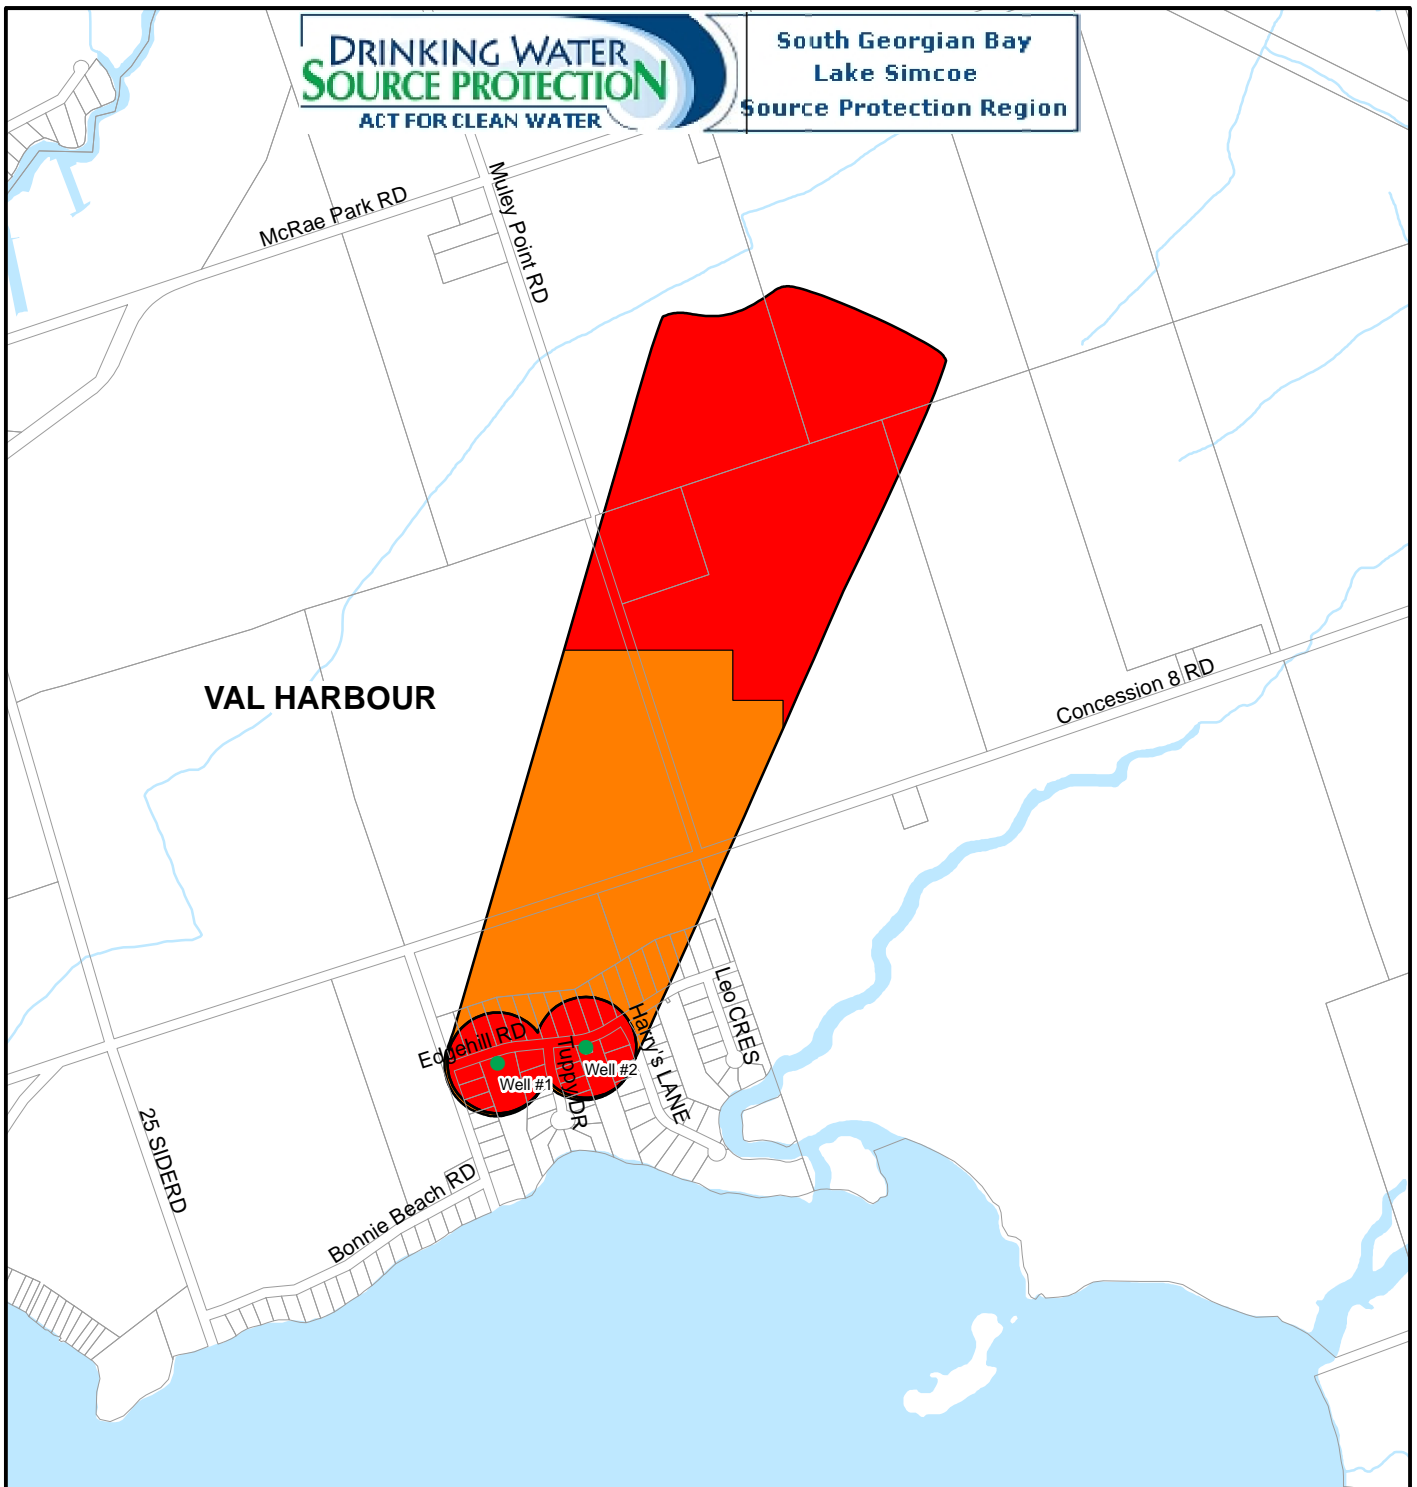 DRINKING WATER
SOURCE PROTECTION
ACT FOR CLEAN WATER
South Georgian Bay
Lake Simcoe
Source Protection Region
McRae Park RD
Muley Point RD
VAL HARBOUR
Concession 8 RD
Leo CRES
Edgehill RD
Harry's LANE
Tuppy DR
Well #1
Well #2
25 SIDERD
Bonnie Beach RD